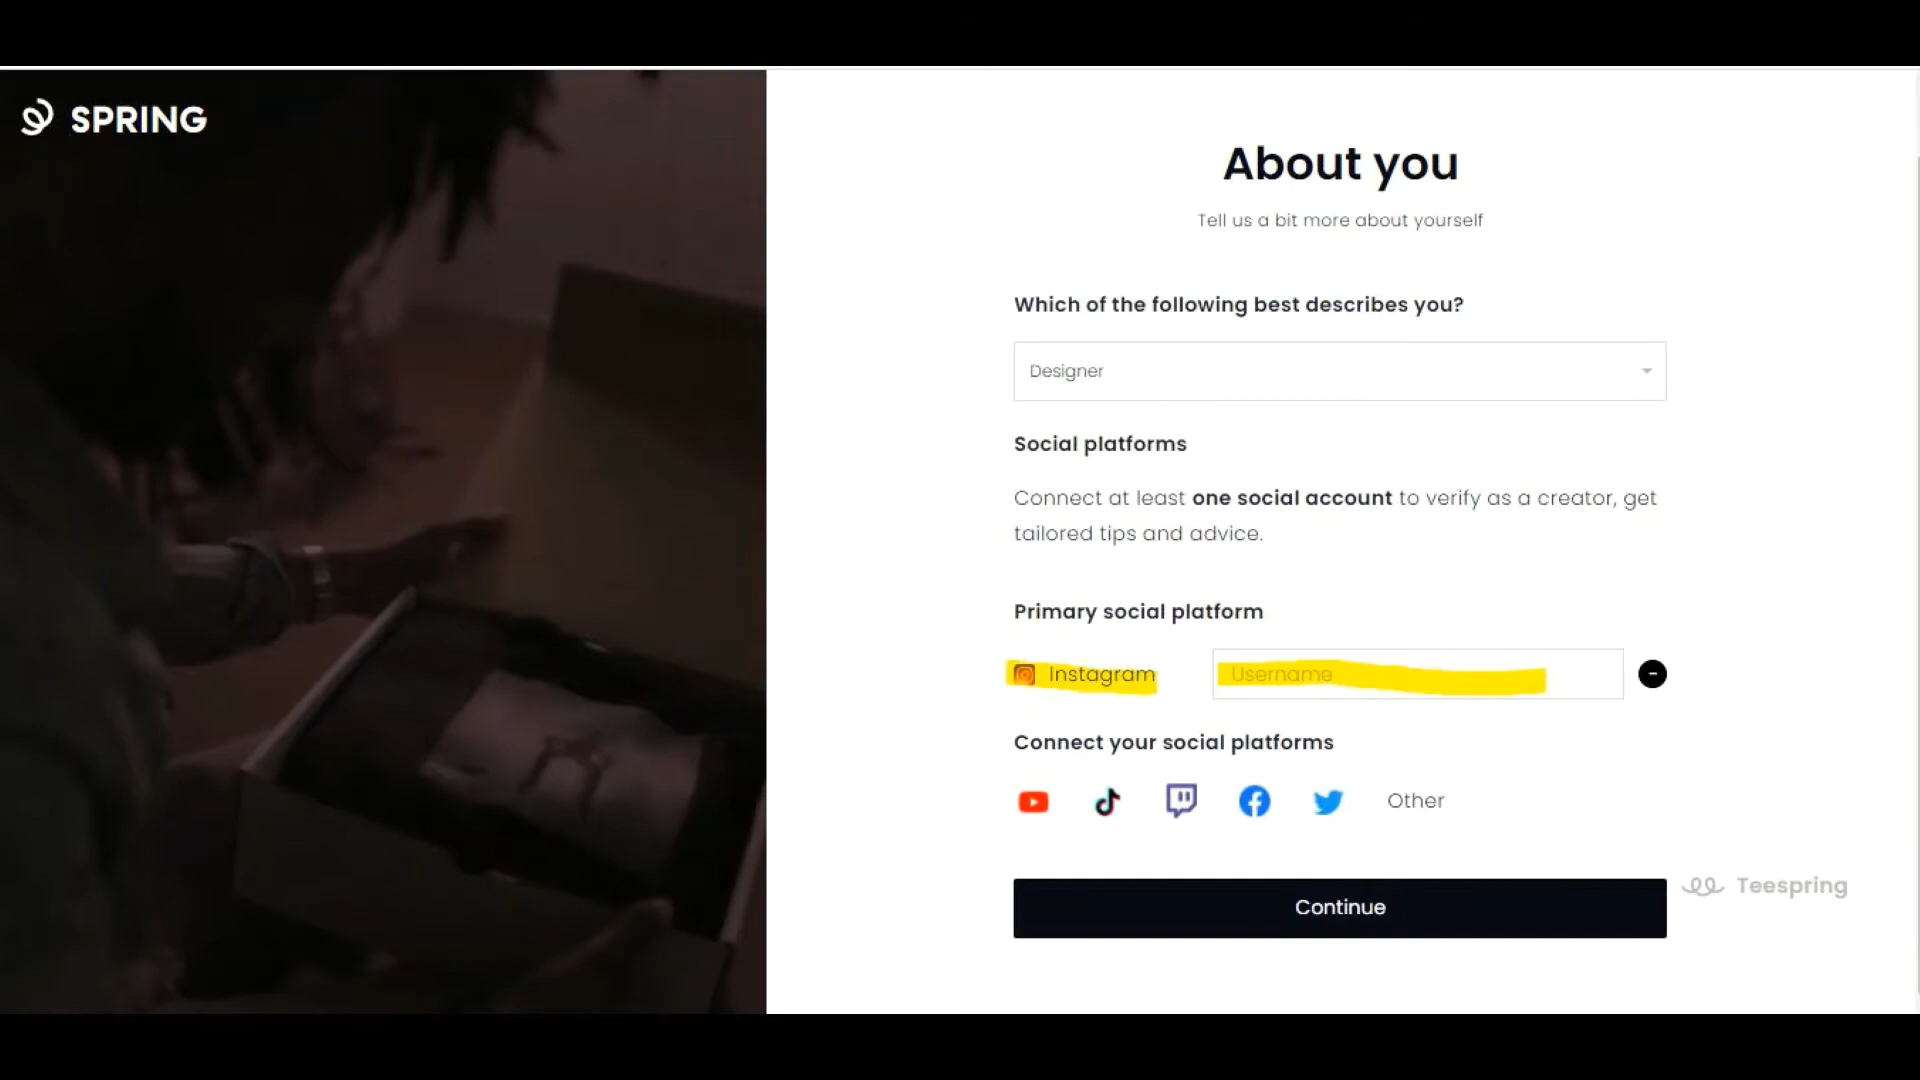 SPRING
About you
Tell us a bit more about yourself
Which of the following best describes you?
Designer
Social platforms
Connect at least one social account to verify as a creator, get
tailored tips and advice.
Primary social platform
Instagram Username
Connect your social platforms
Other
Continue
Teespring